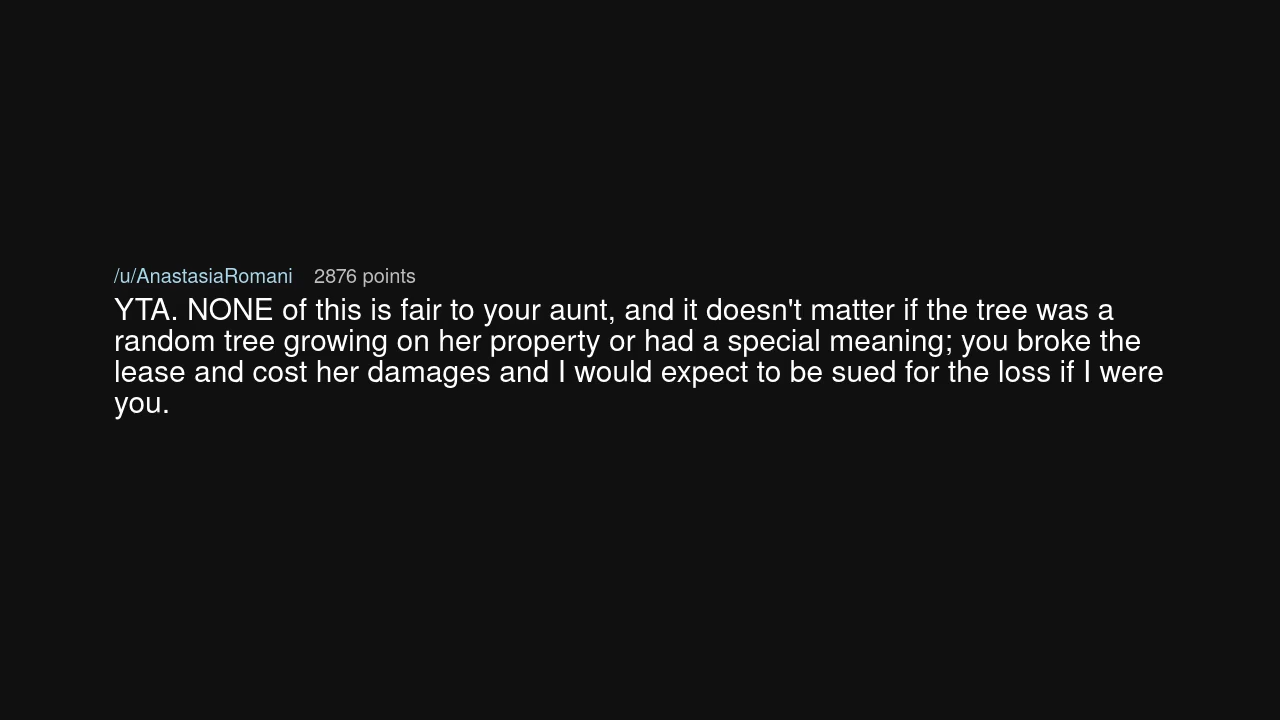 /u/AnastasiaRomani 2876 points
YTA. NONE of this is fair to your aunt, and it doesn't matter if the tree was a
random tree growing on her property or had a special meaning; you broke the
lease and cost her damages and I would expect to be sued for the loss if I were
you.